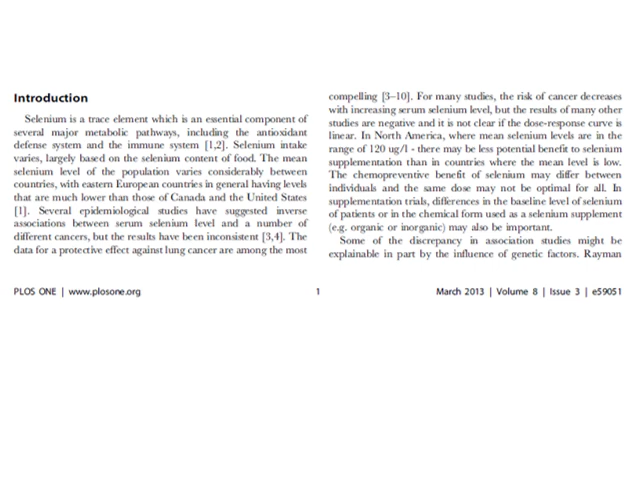 Introduction
Selenium is a trace element which is an essential component of
several major metabolic pathways, including the antioxidant
defense system and the immune system [1,2]. Selenium intake
varies, largely based on the selenium content of food. The mean
selenium level of the population varies considerably between
countries, with eastern European countries in general having levels
that are much lower than those of Canada and the United States
[1]. Several epidemiological studies have suggested inverse
associations between serum selenium level and a number of
different cancers, but the results have been inconsistent [3,4]. The
data for a protective effect against lung cancer are among the most
compelling [3–10]. For many studies, the risk of cancer decreases
with increasing serum selenium level, but the results of many other
studies are negative and it is not clear if the dose-response curve is
linear. In North America, where mean selenium levels are in the
range of 120 ug/l - there may be less potential benefit to selenium
supplementation than in countries where the mean level is low.
The chemopreventive benefit of selenium may differ between
individuals and the same dose may not be optimal for all. In
supplementation trials, differences in the baseline level of selenium
of patients or in the chemical form used as a selenium supplement
(e.g. organic or inorganic) may also be important.
Some of the discrepancy in association studies might be
explainable in part by the influence of genetic factors. Rayman
PLOS ONE | www.plosone.org
1
March 2013 | Volume 8 | Issue 3 | e59051